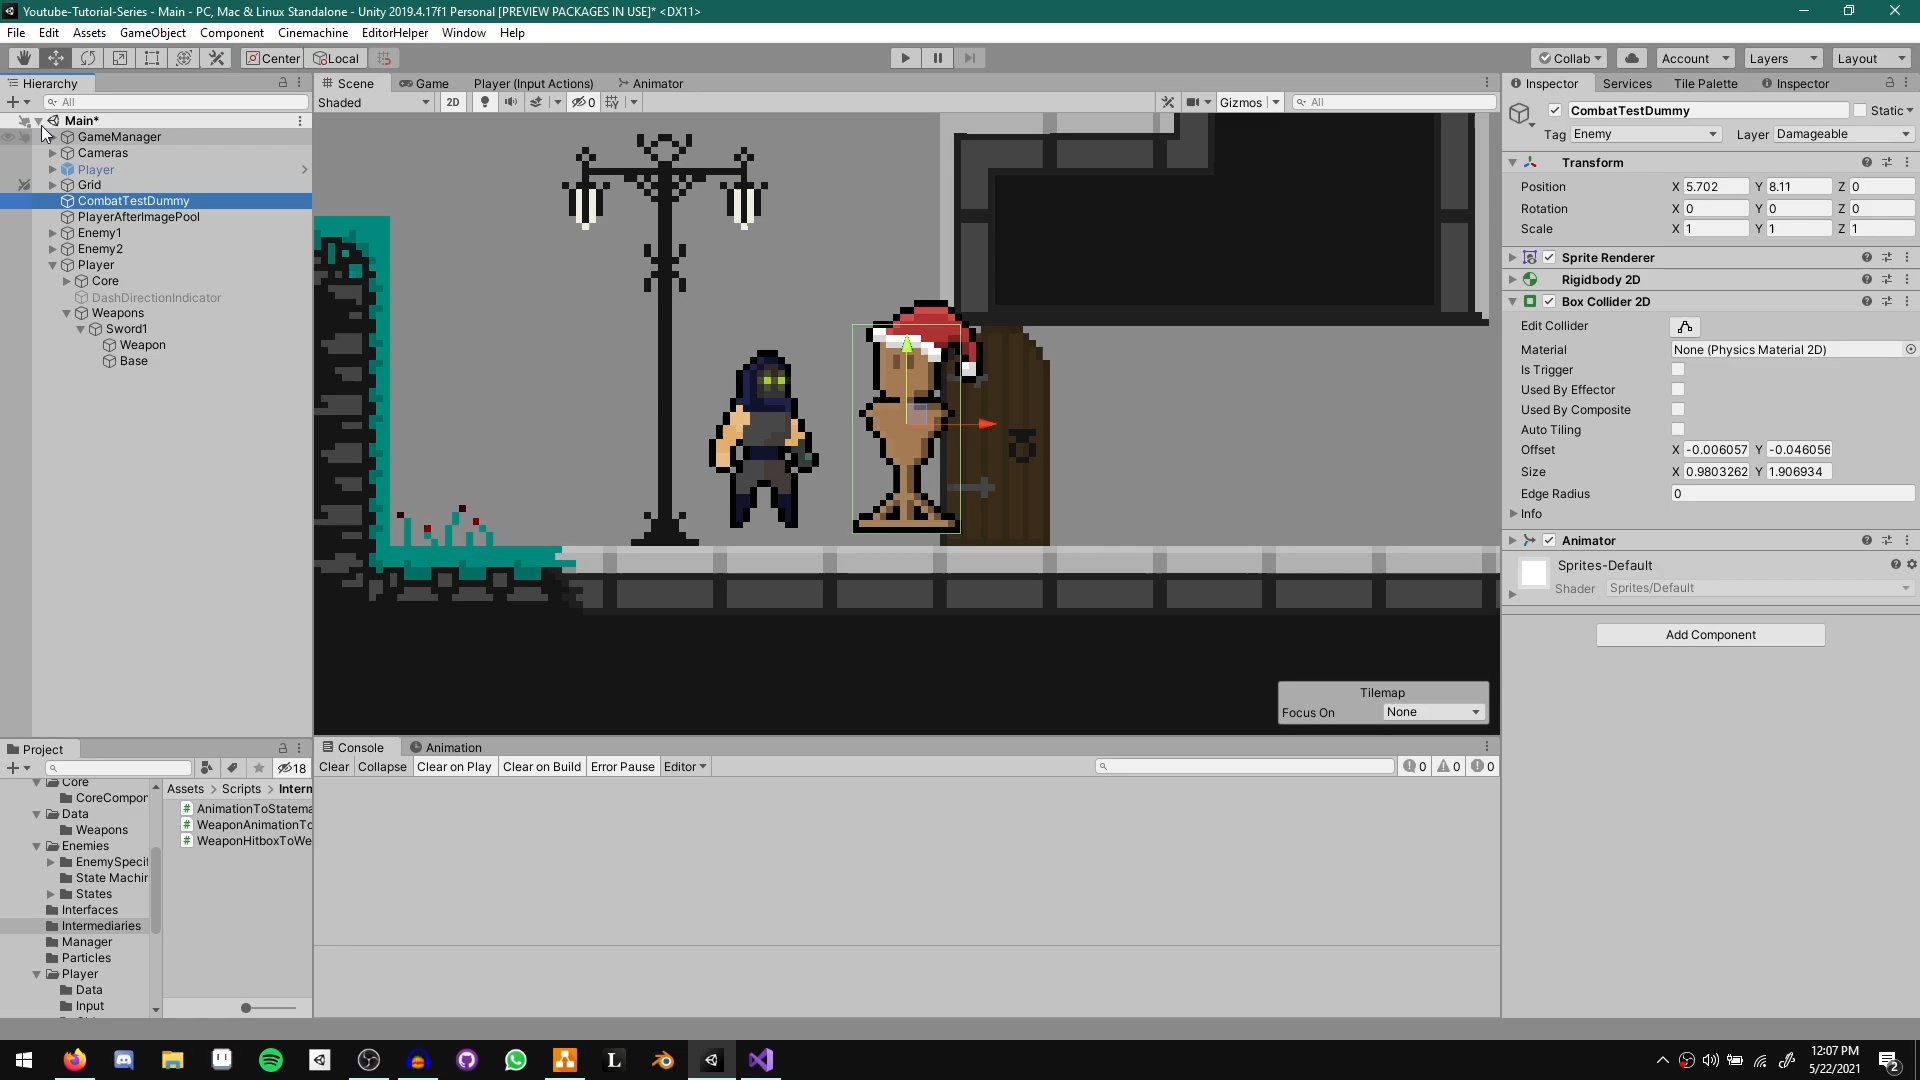 Youtube-Tutorial-Series - Main - PC, Mac & Linux Standalone - Unity 2019.4.17f1 Personal [PREVIEW PACKAGES IN USE]* <DX11>
File Edit Assets GameObject Component Cinemachine EditorHelper Window Help
Center Local Collab Account Layers Layout
Hierarchy Scene Game Player (Input Actions) Animator Inspector Services Tile Palette Inspector
All Shaded 2D 0 Gizmos All
Main*
GameManager
Cameras
Player
Grid
CombatTestDummy
PlayerAfterImagePool
Enemy1
Enemy2
Player
Core
DashDirectionIndicator
Weapons
Sword1
Weapon
Base
CombatTestDummy Static
Tag Enemy Layer Damageable
Transform
Position X 5.702 Y 8.11 Z 0
Rotation X 0 Y 0 Z 0
Scale X 1 Y 1 Z 1
Sprite Renderer
Rigidbody 2D
Box Collider 2D
Edit Collider
Material None (Physics Material 2D)
Is Trigger
Used By Effector
Used By Composite
Auto Tiling
Offset X -0.006057 Y -0.046056
Size X 0.9803262 Y 1.906934
Edge Radius 0
Info
Animator
Sprites-Default
Shader Sprites/Default
Add Component
Tilemap
Focus On None
Project
18
Core
CoreCompor
Data
Weapons
Enemies
EnemySpecif
State Machin
States
Interfaces
Intermediaries
Manager
Particles
Player
Data
Input
Assets > Scripts > Intern
AnimationToStatema
WeaponAnimationTo
WeaponHitboxToWe
Console Animation
Clear Collapse Clear on Play Clear on Build Error Pause Editor 0 0 0
L
12:07 PM
5/22/2021
2